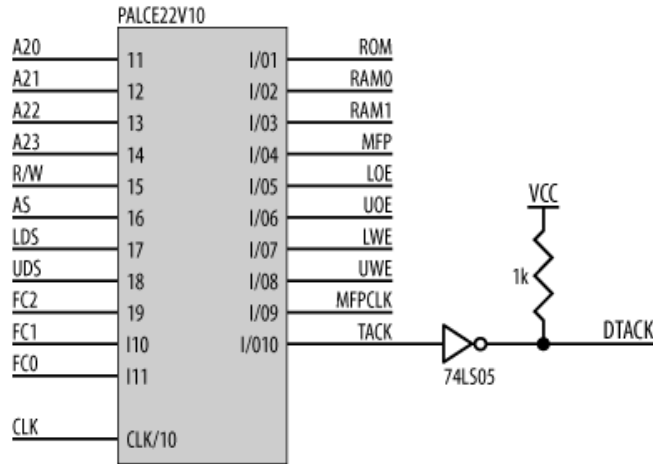 PALCE22V10
A20 11 I/01 ROM
A21 12 I/02 RAM0
A22 13 I/03 RAM1
A23 14 I/04 MFP
R/W 15 I/05 LOE
AS 16 I/06 UOE
VCC
LDS 17 I/07 LWE
UDS 18 I/08 UWE
1k
FC2 19 I/09 MFPCLK
FC1 I10 I/010 TACK DTACK
FC0 I11 74LS05
CLK CLK/10